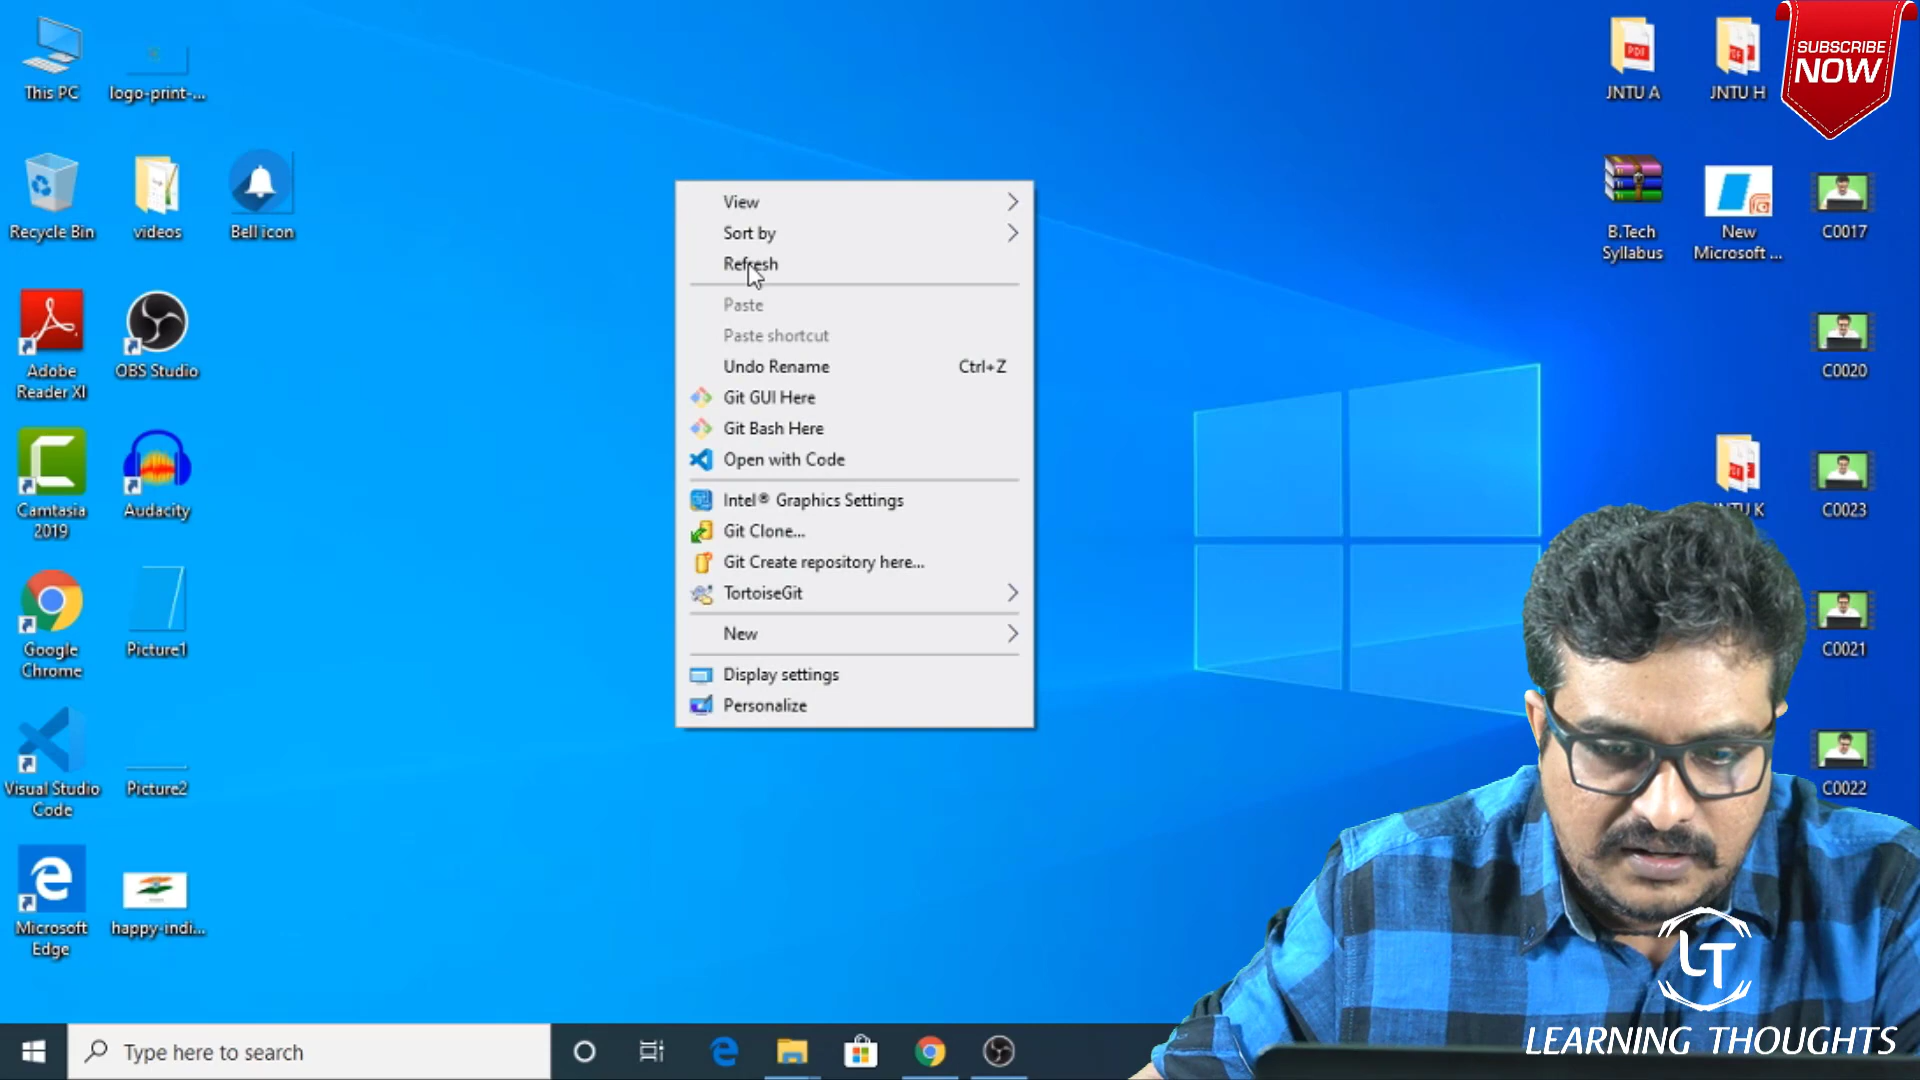 This PC
logo-print-...
Recycle Bin
videos
Bell icon
Adobe
Reader XI
OBS Studio
Camtasia
2019
Audacity
Google
Chrome
Picture1
Visual Studio
Code
Picture2
Microsoft
Edge
happy-indi...
View
Sort by
Refresh
Paste
Paste shortcut
Undo Rename Ctrl+Z
Git GUI Here
Git Bash Here
Open with Code
Intel® Graphics Settings
Git Clone...
Git Create repository here...
TortoiseGit
New
Display settings
Personalize
JNTU A
JNTU H
SUBSCRIBE
NOW
B.Tech
Syllabus
New
Microsoft ...
C0017
C0020
C0023
C0021
C0022
LT
LEARNING THOUGHTS
Type here to search